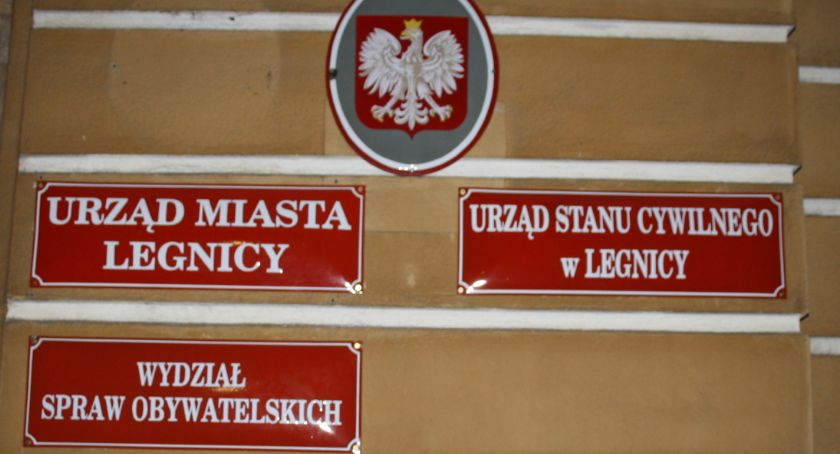 URZĄD MIASTA
LEGNICY
URZĄD STANU CYWILNEGO
w LEGNICY
WYDZIAŁ
SPRAW OBYWATELSKICH